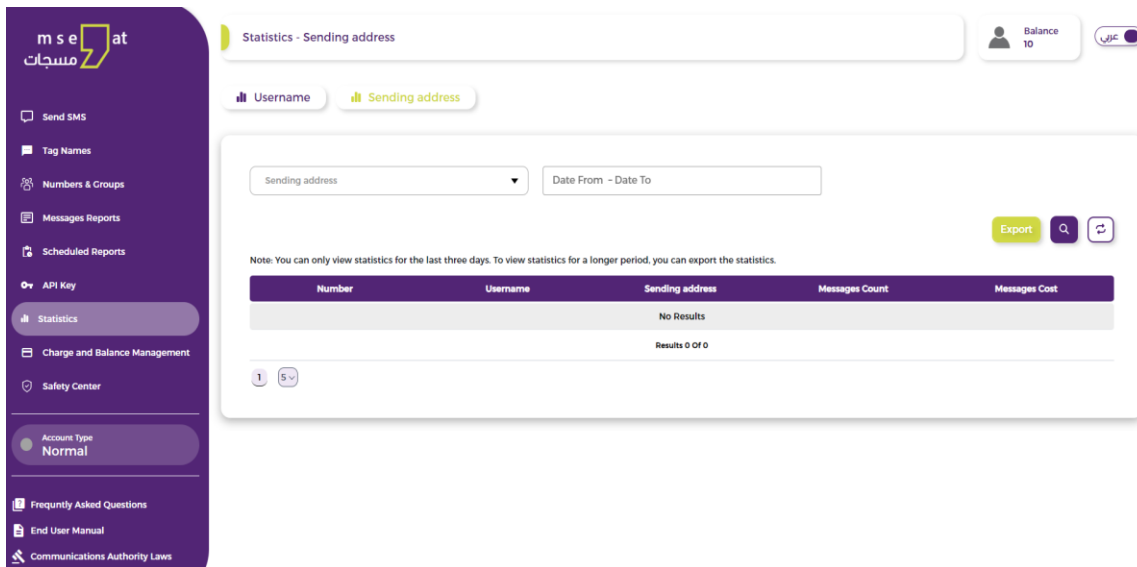 msegat
مسجات
Statistics - Sending address
Balance
10
عربي
Username
Sending address
Send SMS
Tag Names
Numbers & Groups
Messages Reports
Scheduled Reports
API Key
Statistics
Charge and Balance Management
Safety Center
Account Type
Normal
Frequntly Asked Questions
End User Manual
Communications Authority Laws
Sending address
Date From - Date To
Export
Note: You can only view statistics for the last three days. To view statistics for a longer period, you can export the statistics.
Number Username Sending address Messages Count Messages Cost
No Results
Results 0 Of 0
1 5